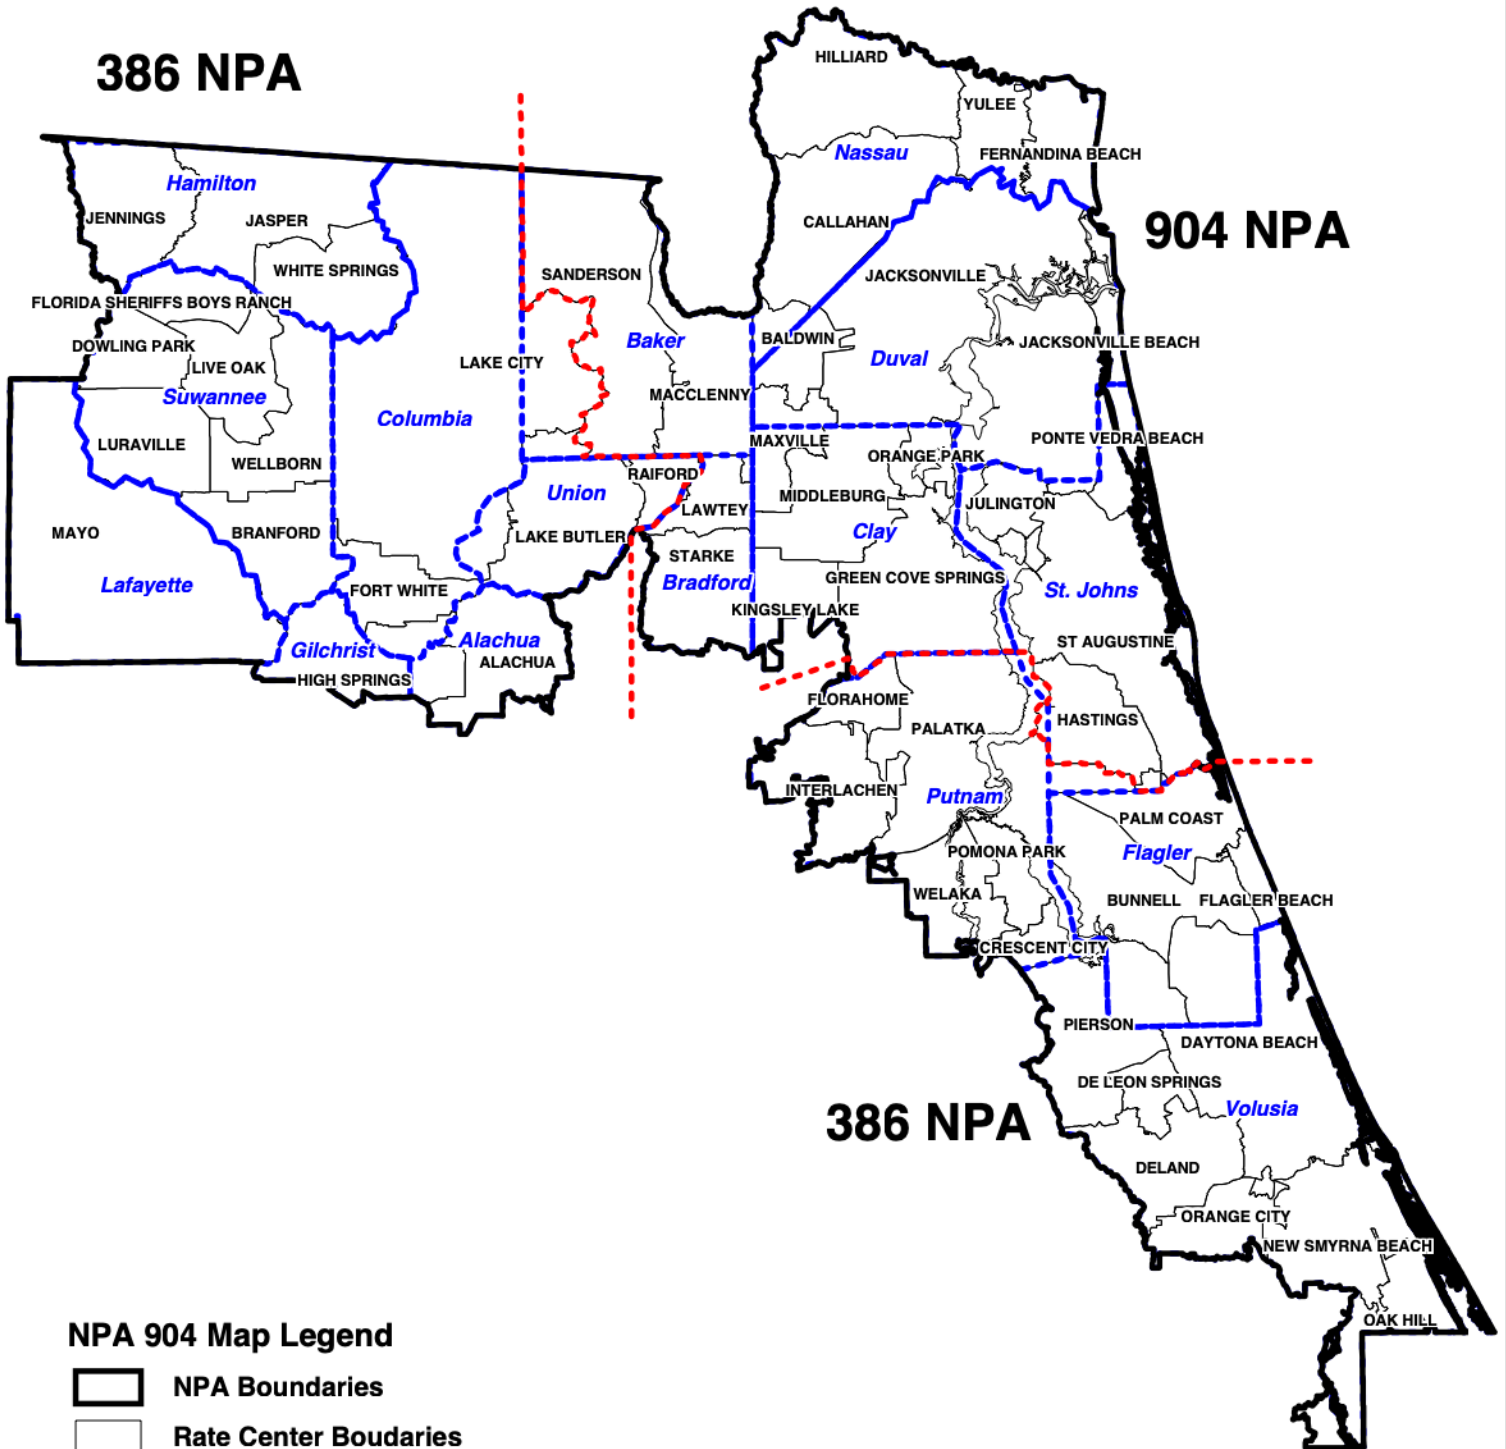 HILLIARD
386 NPA
YULEE
Nassau
FERNANDINA BEACH
Hamilton
JENNINGS
JASPER
CALLAHAN
904 NPA
WHITE SPRINGS
SANDERSON
JACKSONVILLE
FLORIDA SHERIFFS BOYS RANCH
DOWLING PARK
Baker
BALDWIN
JACKSONVILLE BEACH
LIVE OAK
LAKE CITY
Duval
Suwannee
MACCLENNY
Columbia
LURAVILLE
MAXVILLE
PONTE VEDRA BEACH
WELLBORN
ORANGE PARK
RAIFORD
Union
MIDDLEBURG
JULINGTON
LAWTEY
MAYO
BRANFORD
LAKE BUTLER
Clay
STARKE
Lafayette
FORT WHITE
Bradford
GREEN COVE SPRINGS
St. Johns
KINGSLEY LAKE
Gilchrist
Alachua
ST AUGUSTINE
ALACHUA
HIGH SPRINGS
FLORAHOME
PALATKA
HASTINGS
INTERLACHEN
Putnam
PALM COAST
POMONA PARK
Flagler
WELAKA
BUNNELL
FLAGLER BEACH
CRESCENT CITY
PIERSON
DAYTONA BEACH
DE LEON SPRINGS
386 NPA
Volusia
DELAND
ORANGE CITY
NEW SMYRNA BEACH
OAK HILL
NPA 904 Map Legend
NPA Boundaries
Rate Center Boudaries